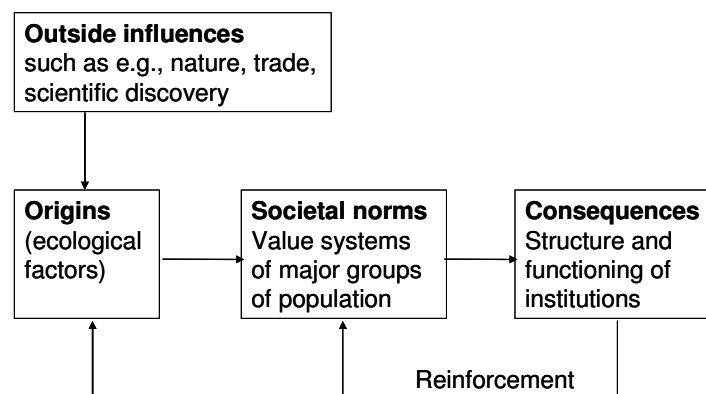 Outside influences
such as e.g., nature, trade,
scientific discovery
Origins
(ecological
factors)
Societal norms
Value systems
of major groups
of population
Consequences
Structure and
functioning of
institutions
Reinforcement